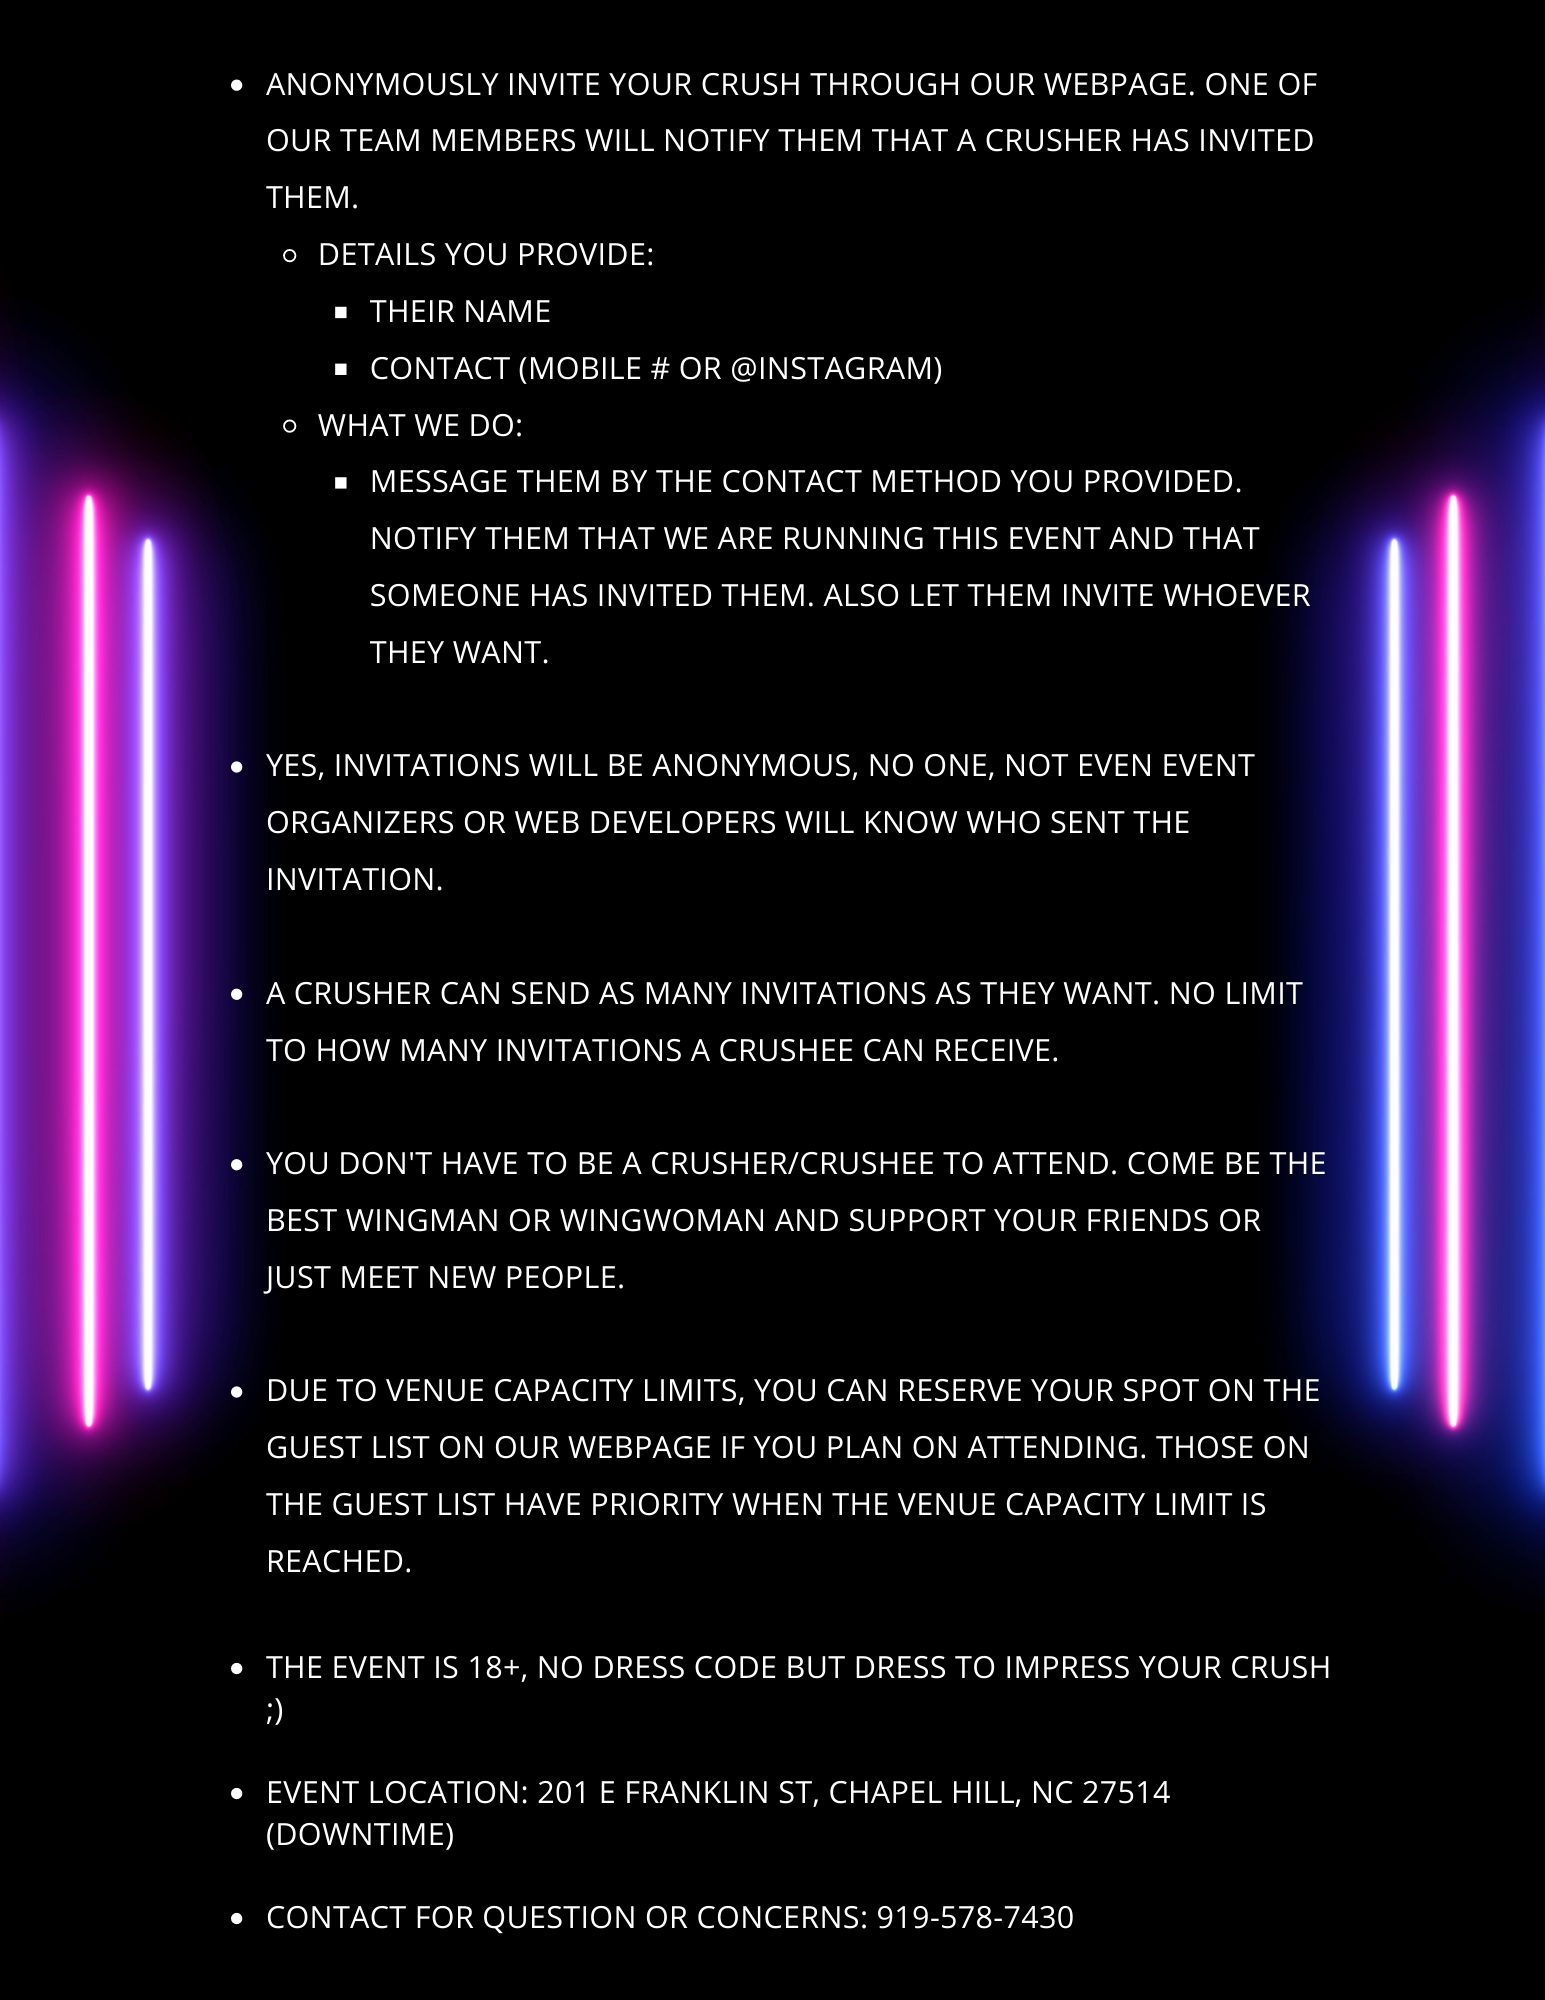 • ANONYMOUSLY INVITE YOUR CRUSH THROUGH OUR WEBPAGE. ONE OF
OUR TEAM MEMBERS WILL NOTIFY THEM THAT A CRUSHER HAS INVITED
THEM.
◦ DETAILS YOU PROVIDE:
▪ THEIR NAME
▪ CONTACT (MOBILE # OR @INSTAGRAM)
◦ WHAT WE DO:
▪ MESSAGE THEM BY THE CONTACT METHOD YOU PROVIDED.
NOTIFY THEM THAT WE ARE RUNNING THIS EVENT AND THAT
SOMEONE HAS INVITED THEM. ALSO LET THEM INVITE WHOEVER
THEY WANT.
• YES, INVITATIONS WILL BE ANONYMOUS, NO ONE, NOT EVEN EVENT
ORGANIZERS OR WEB DEVELOPERS WILL KNOW WHO SENT THE
INVITATION.
• A CRUSHER CAN SEND AS MANY INVITATIONS AS THEY WANT. NO LIMIT
TO HOW MANY INVITATIONS A CRUSHEE CAN RECEIVE.
• YOU DON'T HAVE TO BE A CRUSHER/CRUSHEE TO ATTEND. COME BE THE
BEST WINGMAN OR WINGWOMAN AND SUPPORT YOUR FRIENDS OR
JUST MEET NEW PEOPLE.
• DUE TO VENUE CAPACITY LIMITS, YOU CAN RESERVE YOUR SPOT ON THE
GUEST LIST ON OUR WEBPAGE IF YOU PLAN ON ATTENDING. THOSE ON
THE GUEST LIST HAVE PRIORITY WHEN THE VENUE CAPACITY LIMIT IS
REACHED.
• THE EVENT IS 18+, NO DRESS CODE BUT DRESS TO IMPRESS YOUR CRUSH
;)
• EVENT LOCATION: 201 E FRANKLIN ST, CHAPEL HILL, NC 27514
(DOWNTIME)
• CONTACT FOR QUESTION OR CONCERNS: 919-578-7430